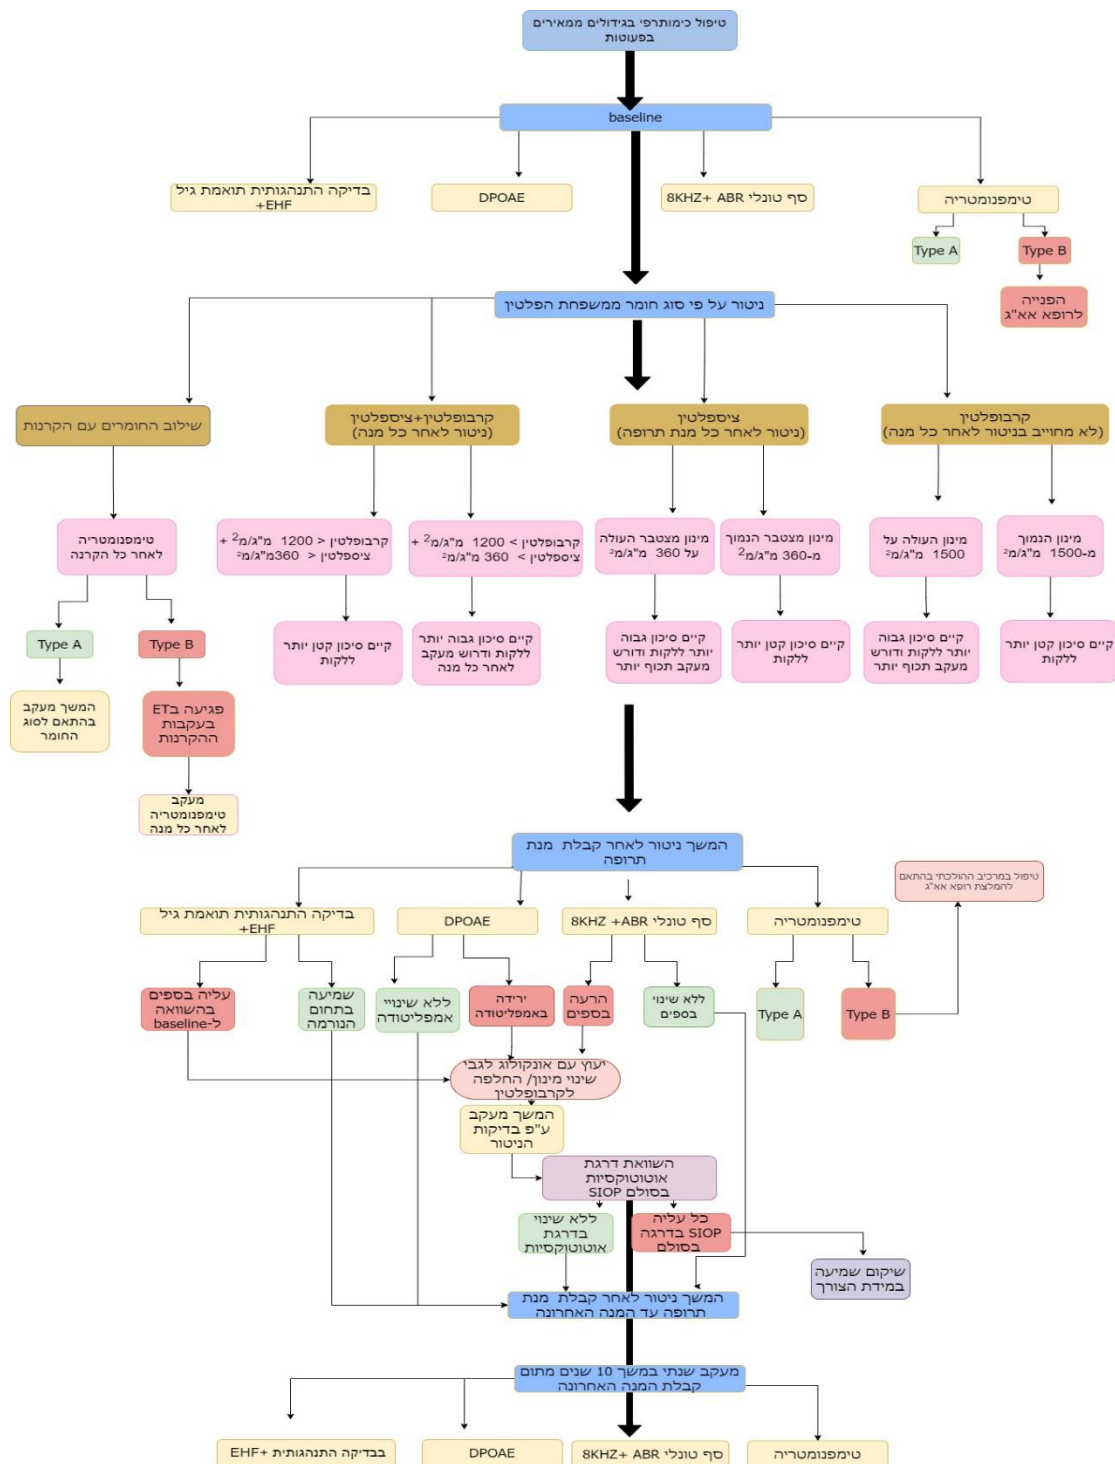 טיפול כימותרפי בגידולים ממאירים
בפעוטות
baseline
טימפנומטריה
סף טונלי 8KHZ+ ABR
DPOAE
בדיקה התנהגותית תואמת גיל
+EHF
Type B
Type A
הפנייה
לרופא אא"ג
ניטור על פי סוג חומר ממשפחת הפלטין
קרבופלטין
(לא מחוייב בניטור לאחר כל מנה)
ציספלטין
(ניטור לאחר כל מנת תרופה)
קרבופלטין+ציספלטין
(ניטור לאחר כל מנה)
שילוב החומרים עם הקרנות
מינון הנמוך
מ-1500 מ"ג/מ²
מינון העולה על
1500 מ"ג/מ²
מינון מצטבר הנמוך
מ-360 מ"ג/מ²
מינון מצטבר העולה
על 360 מ"ג/מ²
קרבופלטין > 1200 מ"ג/מ² +
ציספלטין > 360 מ"ג/מ²
קרבופלטין < 1200 מ"ג/מ² +
ציספלטין < 360מ"ג/מ²
טימפנומטריה
לאחר כל הקרנה
קיים סיכון קטן יותר
ללקות
קיים סיכון גבוה
יותר ללקות ודורש
מעקב תכוף יותר
קיים סיכון קטן יותר
ללקות
קיים סיכון גבוה
יותר ללקות ודורש
מעקב תכוף יותר
קיים סיכון גבוה יותר
ללקות ודרוש מעקב
לאחר כל מנה
קיים סיכון קטן יותר
ללקות
Type B
Type A
פגיעה בET
בעקבות
ההקרנות
המשך מעקב
בהתאם לסוג
החומר
מעקב
טימפנומטריה
לאחר כל מנה
המשך ניטור לאחר קבלת מנת
תרופה
טיפול במרכיב ההולכתי בהתאם
להמלצת רופא אא"ג
טימפנומטריה
סף טונלי 8KHZ +ABR
DPOAE
בדיקה התנהגותית תואמת גיל
+EHF
Type B
Type A
ללא שינוי
בספים
הרעה
בספים
ירידה
באמפליטודה
ללא שינויי
אמפליטודה
שמיעה
בתחום
הנורמה
עליה בספים
בהשוואה
ל-baseline
יעוץ עם אונקולוג לגבי
שינוי מינון/ החלפה
לקרבופלטין
המשך מעקב
ע"פ בדיקות
הניטור
השוואת דרגת
אוטוטוקסיות
בסולם SIOP
כל עליה
בדרגה SIOP
בסולם
ללא שינוי
בדרגת
אוטוטוקסיות
שיקום שמיעה
במידת הצורך
המשך ניטור לאחר קבלת מנת
תרופה עד המנה האחרונה
מעקב שנתי במשך 10 שנים מתום
קבלת המנה האחרונה
טימפנומטריה
סף טונלי 8KHZ+ ABR
DPOAE
בבדיקה התנהגותית +EHF